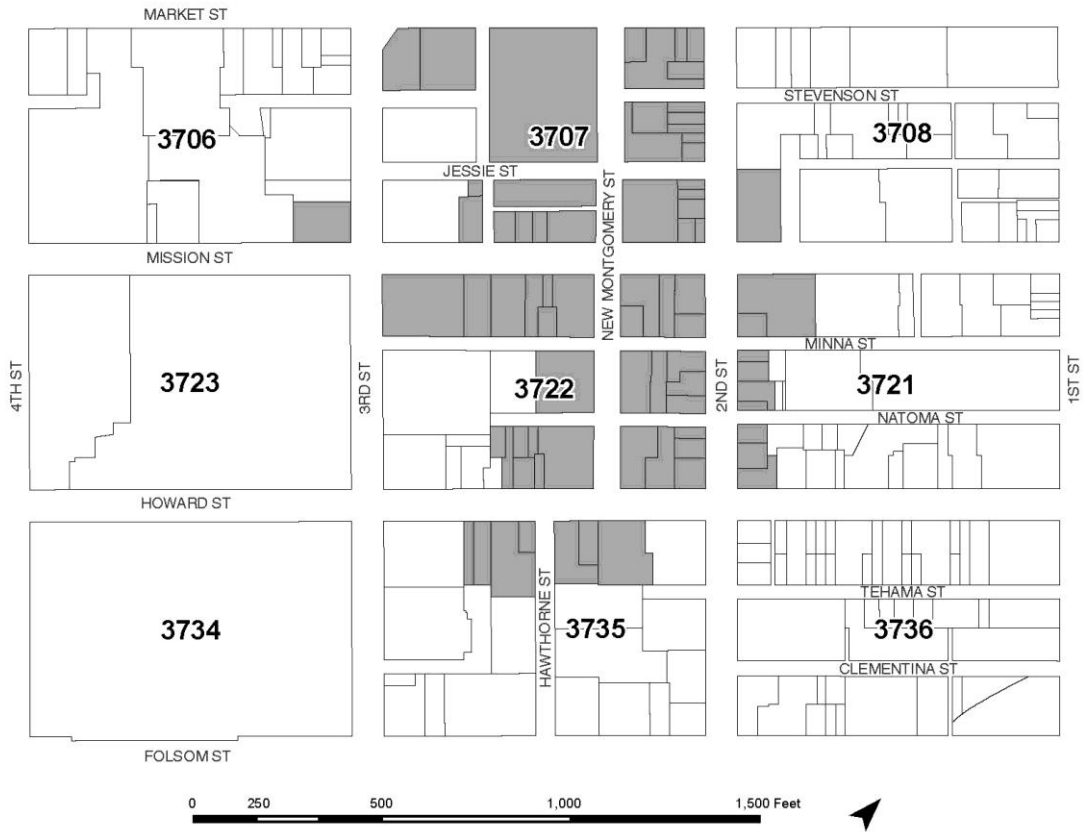 MARKET ST
STEVENSON ST
3706
3707
3708
JESSIE ST
NEW MONTGOMERY ST
MISSION ST
MINNA ST
4TH ST
3723
3RD ST
3722
2ND ST
3721
1ST ST
NATOMA ST
HOWARD ST
TEHAMA ST
3734
HAWTHORNE ST
3735
3736
CLEMENTINA ST
FOLSOM ST
0 250 500 1,000 1,500 Feet